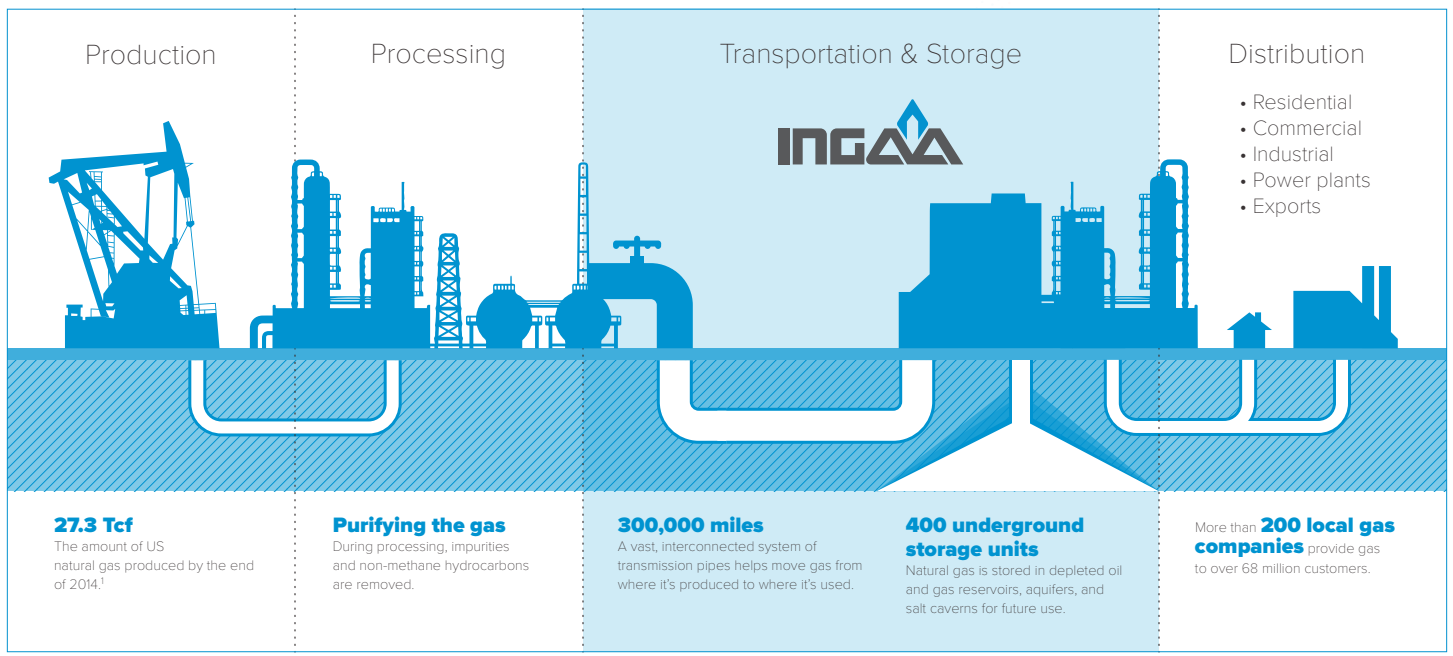 Production
Processing
Transportation & Storage
Distribution
INGAA
• Residential
• Commercial
• Industrial
• Power plants
• Exports
27.3 Tcf
The amount of US
natural gas produced by the end
of 2014.¹
Purifying the gas
During processing, impurities
and non-methane hydrocarbons
are removed.
300,000 miles
A vast, interconnected system of
transmission pipes helps move gas from
where it’s produced to where it’s used.
400 underground
storage units
Natural gas is stored in depleted oil
and gas reservoirs, aquifers, and
salt caverns for future use.
More than 200 local gas
companies provide gas
to over 68 million customers.